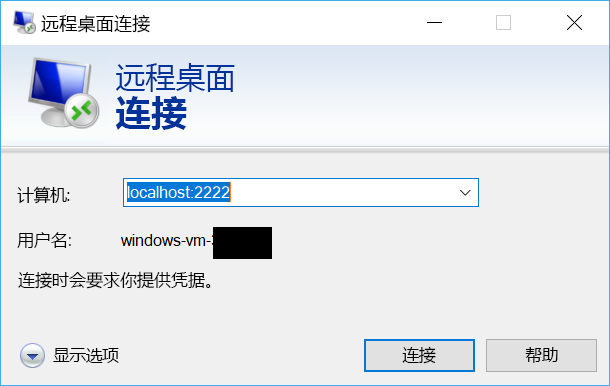 远程桌面连接
远程桌面
连接
计算机:
localhost:2222
用户名:
windows-vm-
连接时会要求你提供凭据。
显示选项
连接
帮助